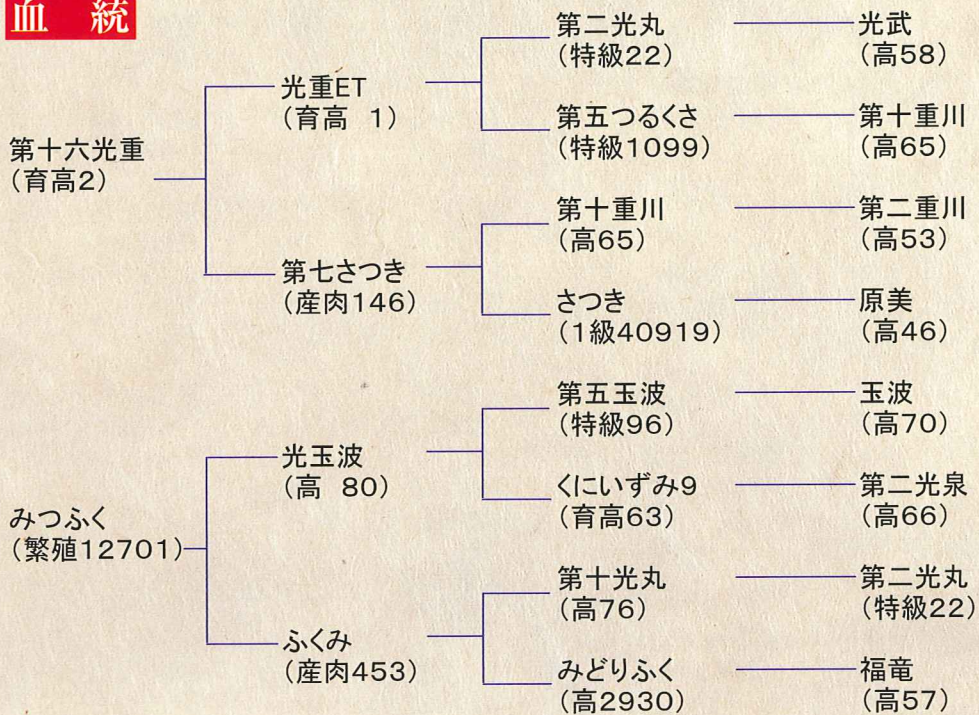 血統
第十六光重
(育高2)
光重ET
(育高 1)
第二光丸
(特級22)
光武
(高58)
第五つるくさ
(特級1099)
第十重川
(高65)
第七さつき
(産肉146)
第十重川
(高65)
第二重川
(高53)
さつき
(1級40919)
原美
(高46)
みつふく
(繁殖12701)
光玉波
(高 80)
第五玉波
(特級96)
玉波
(高70)
くにいずみ9
(育高63)
第二光泉
(高66)
ふくみ
(産肉453)
第十光丸
(高76)
第二光丸
(特級22)
みどりふく
(高2930)
福竜
(高57)